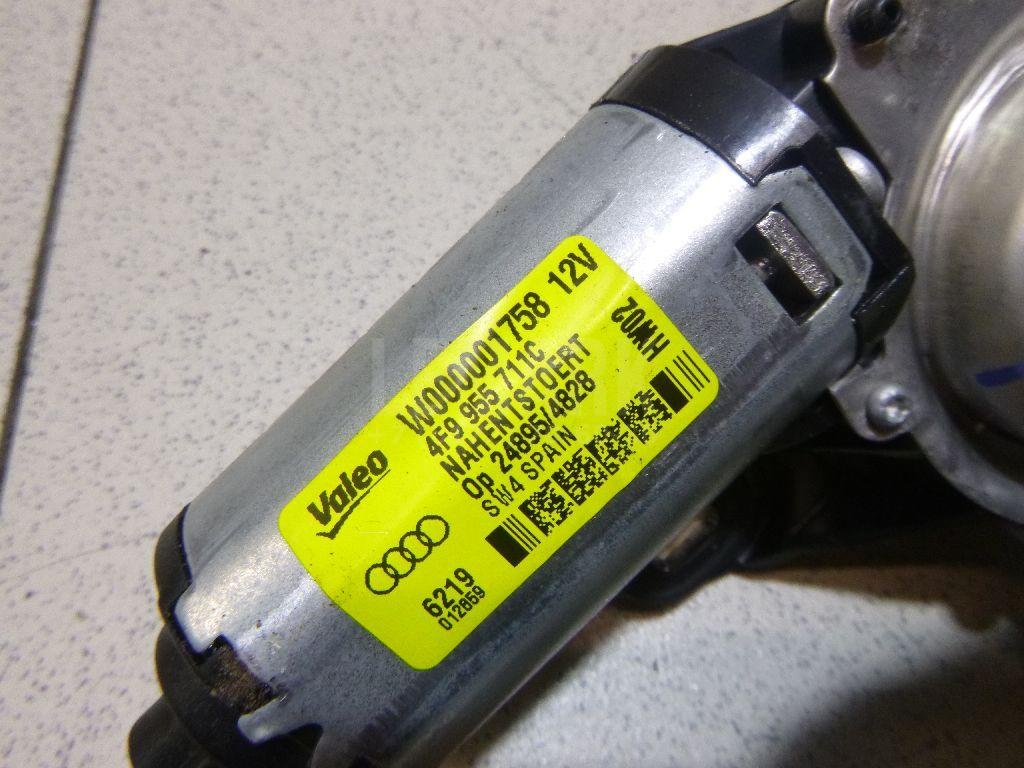 Valeo
W000001758 12V
4F9 955 711C
NAHENTSTOERT
Op 24895/4828
SW4 SPAIN
HW02
6219
012859